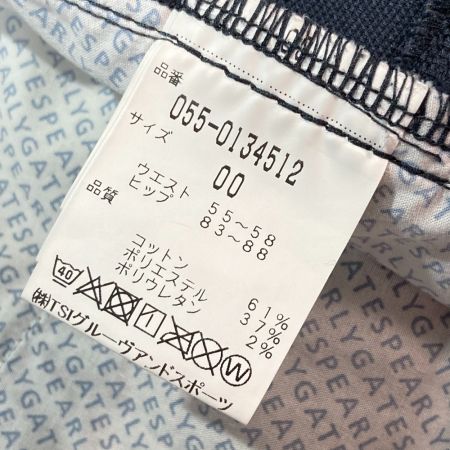 品番
055-0134512
サイズ
00
ウエスト 55～58
ヒップ 83～88
品質
コットン 61%
ポリエステル 37%
ポリウレタン 2%
40
W
㈱TSIグルーヴアンドスポーツ
PEARLYGATES